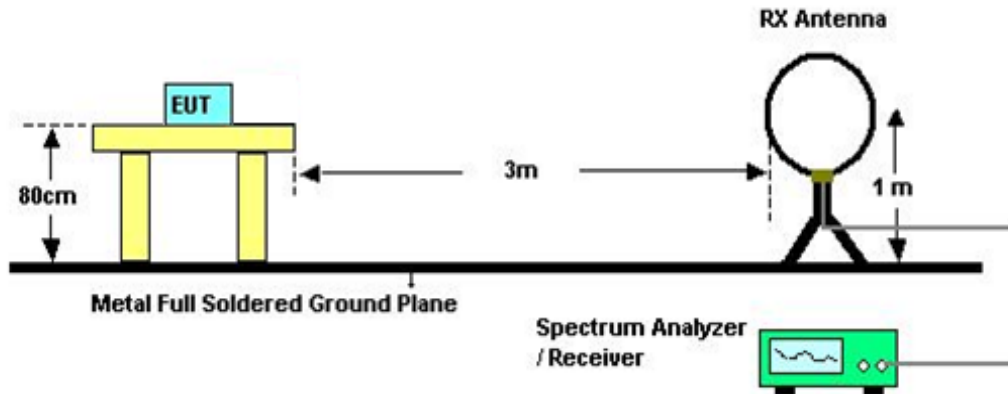 RX Antenna
EUT
80cm
3m
1 m
Metal Full Soldered Ground Plane
Spectrum Analyzer
/ Receiver